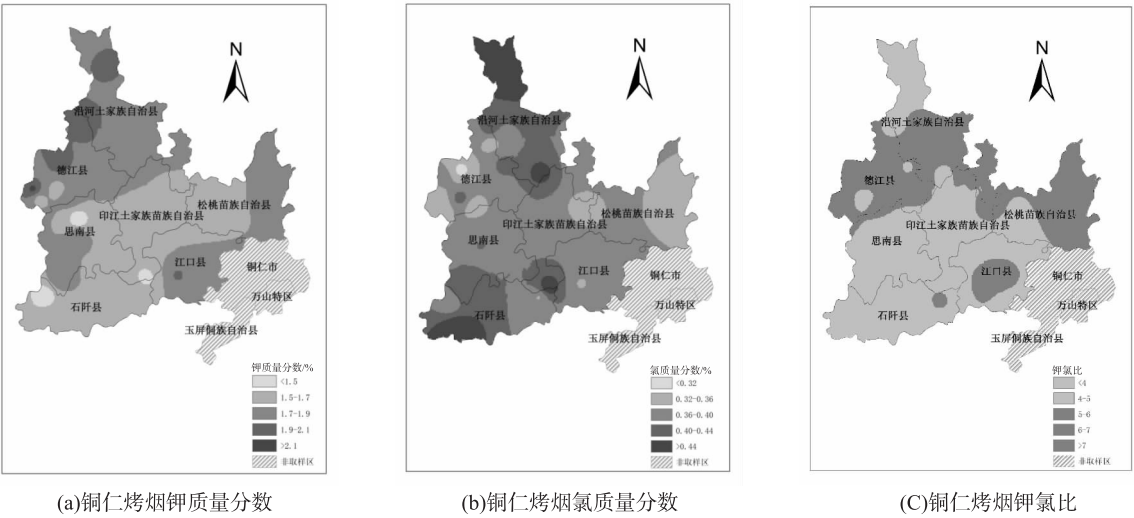 N
沿河土家族自治县
德江县
印江土家族苗族自治县
松桃苗族自治县
思南县
江口县
铜仁市
石阡县
万山特区
玉屏侗族自治县
钾质量分数/%
<1.5
1.5-1.7
1.7-1.9
1.9-2.1
>2.1
非取样区
(a)铜仁烤烟钾质量分数
N
沿河土家族自治县
德江县
印江土家族苗族自治县
松桃苗族自治县
思南县
江口县
铜仁市
石阡县
万山特区
玉屏侗族自治县
氯质量分数/%
<0.32
0.32-0.36
0.36-0.40
0.40-0.44
>0.44
非取样区
(b)铜仁烤烟氯质量分数
N
沿河土家族自治县
德江县
松桃苗族自治县
印江土家族苗族自治县
思南县
江口县
铜仁市
石阡县
万山特区
玉屏侗族自治县
钾氯比
<4
4-5
5-6
6-7
>7
非取样区
(C)铜仁烤烟钾氯比